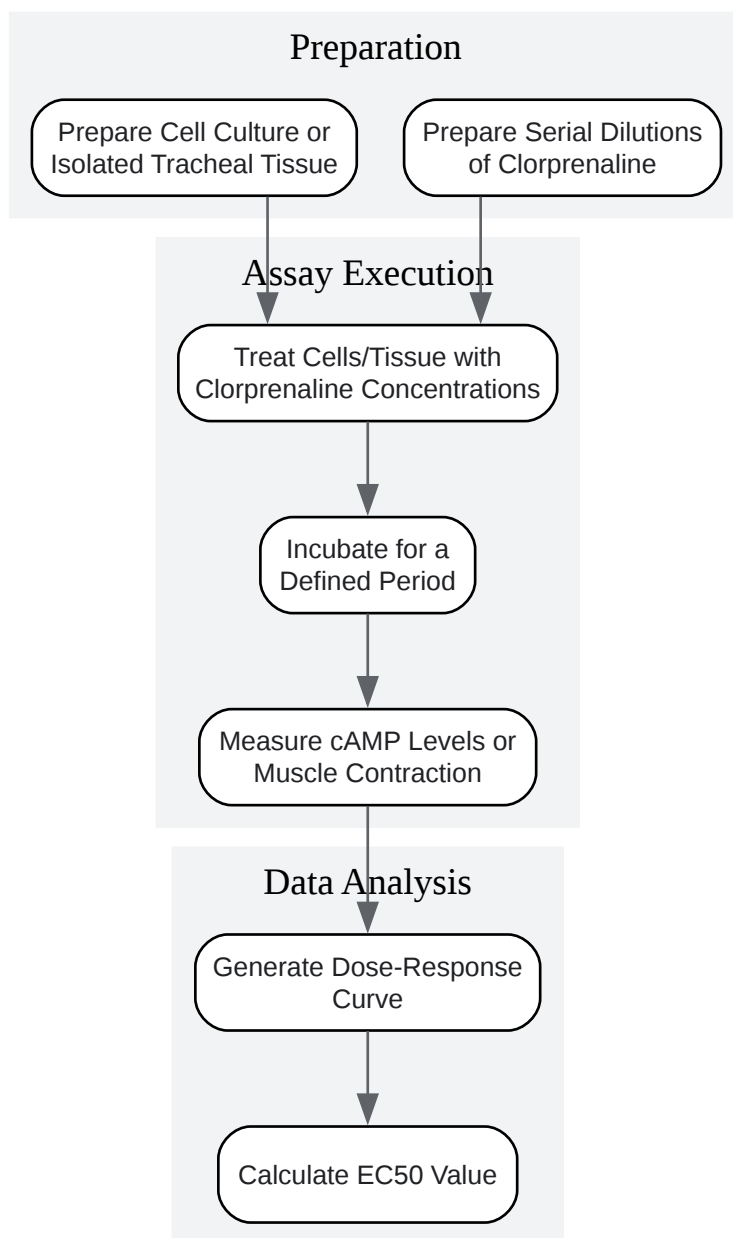 Preparation
Prepare Cell Culture or
Isolated Tracheal Tissue
Prepare Serial Dilutions
of Clorprenaline
Assay Execution
Treat Cells/Tissue with
Clorprenaline Concentrations
Incubate for a
Defined Period
Measure cAMP Levels or
Muscle Contraction
Data Analysis
Generate Dose-Response
Curve
Calculate EC50 Value